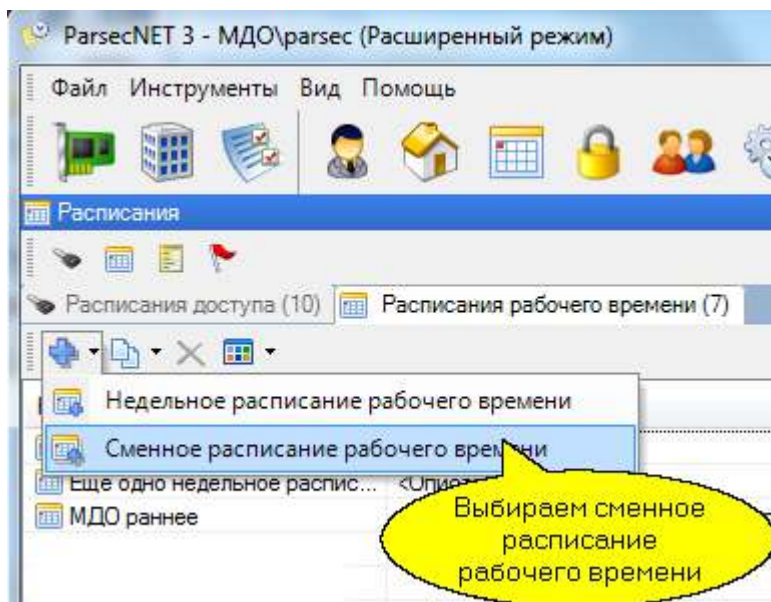 ParsecNET 3 - МДО\parsec (Расширенный режим)
Файл Инструменты Вид Помощь
Расписания
Расписания доступа (10) Расписания рабочего времени (7)
Недельное расписание рабочего времени
Сменное расписание рабочего времени
Еще одно недельное распис...
МДО раннее
Выбираем сменное
расписание
рабочего времени